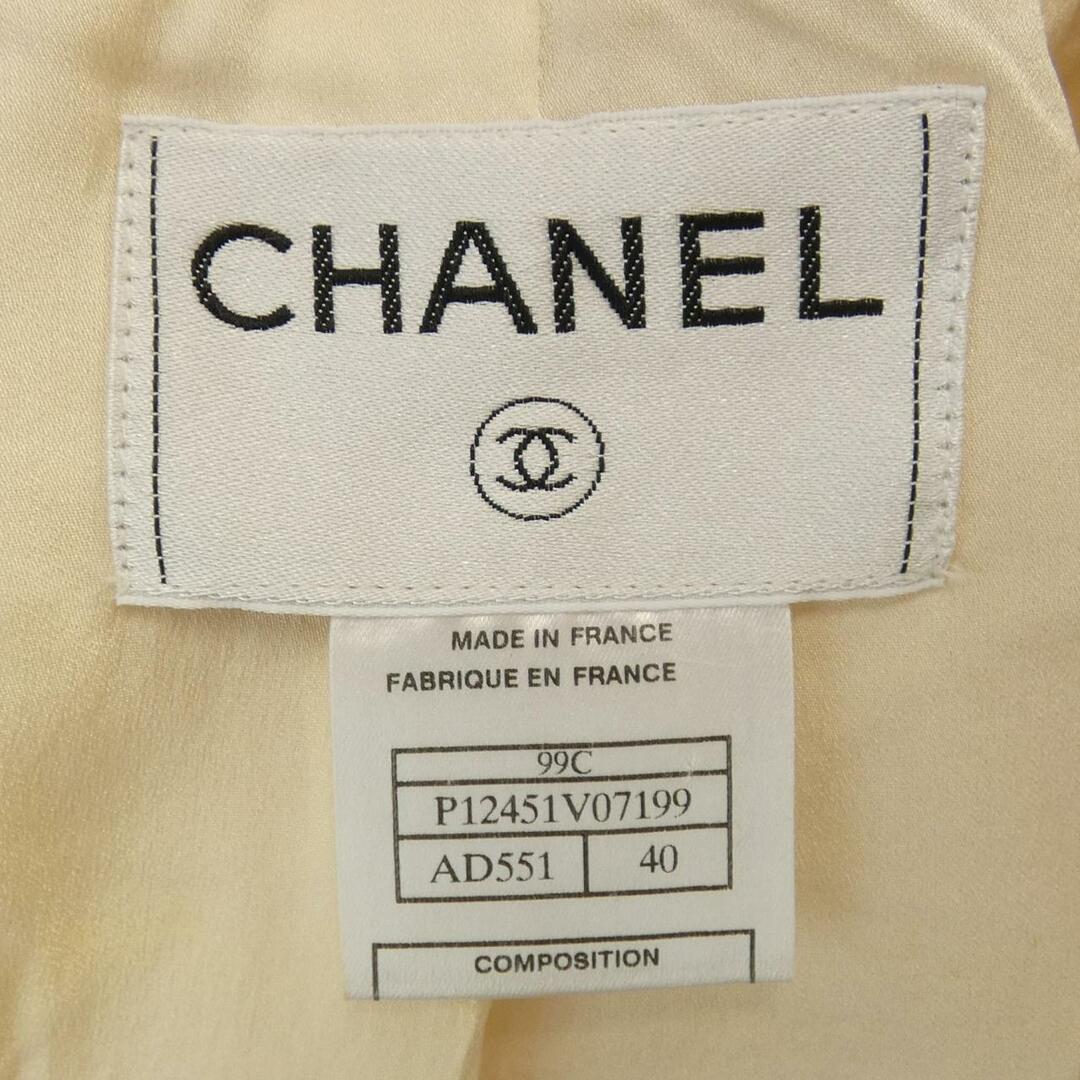 CHANEL
MADE IN FRANCE
FABRIQUE EN FRANCE
99C
P12451V07199
AD551 40
COMPOSITION